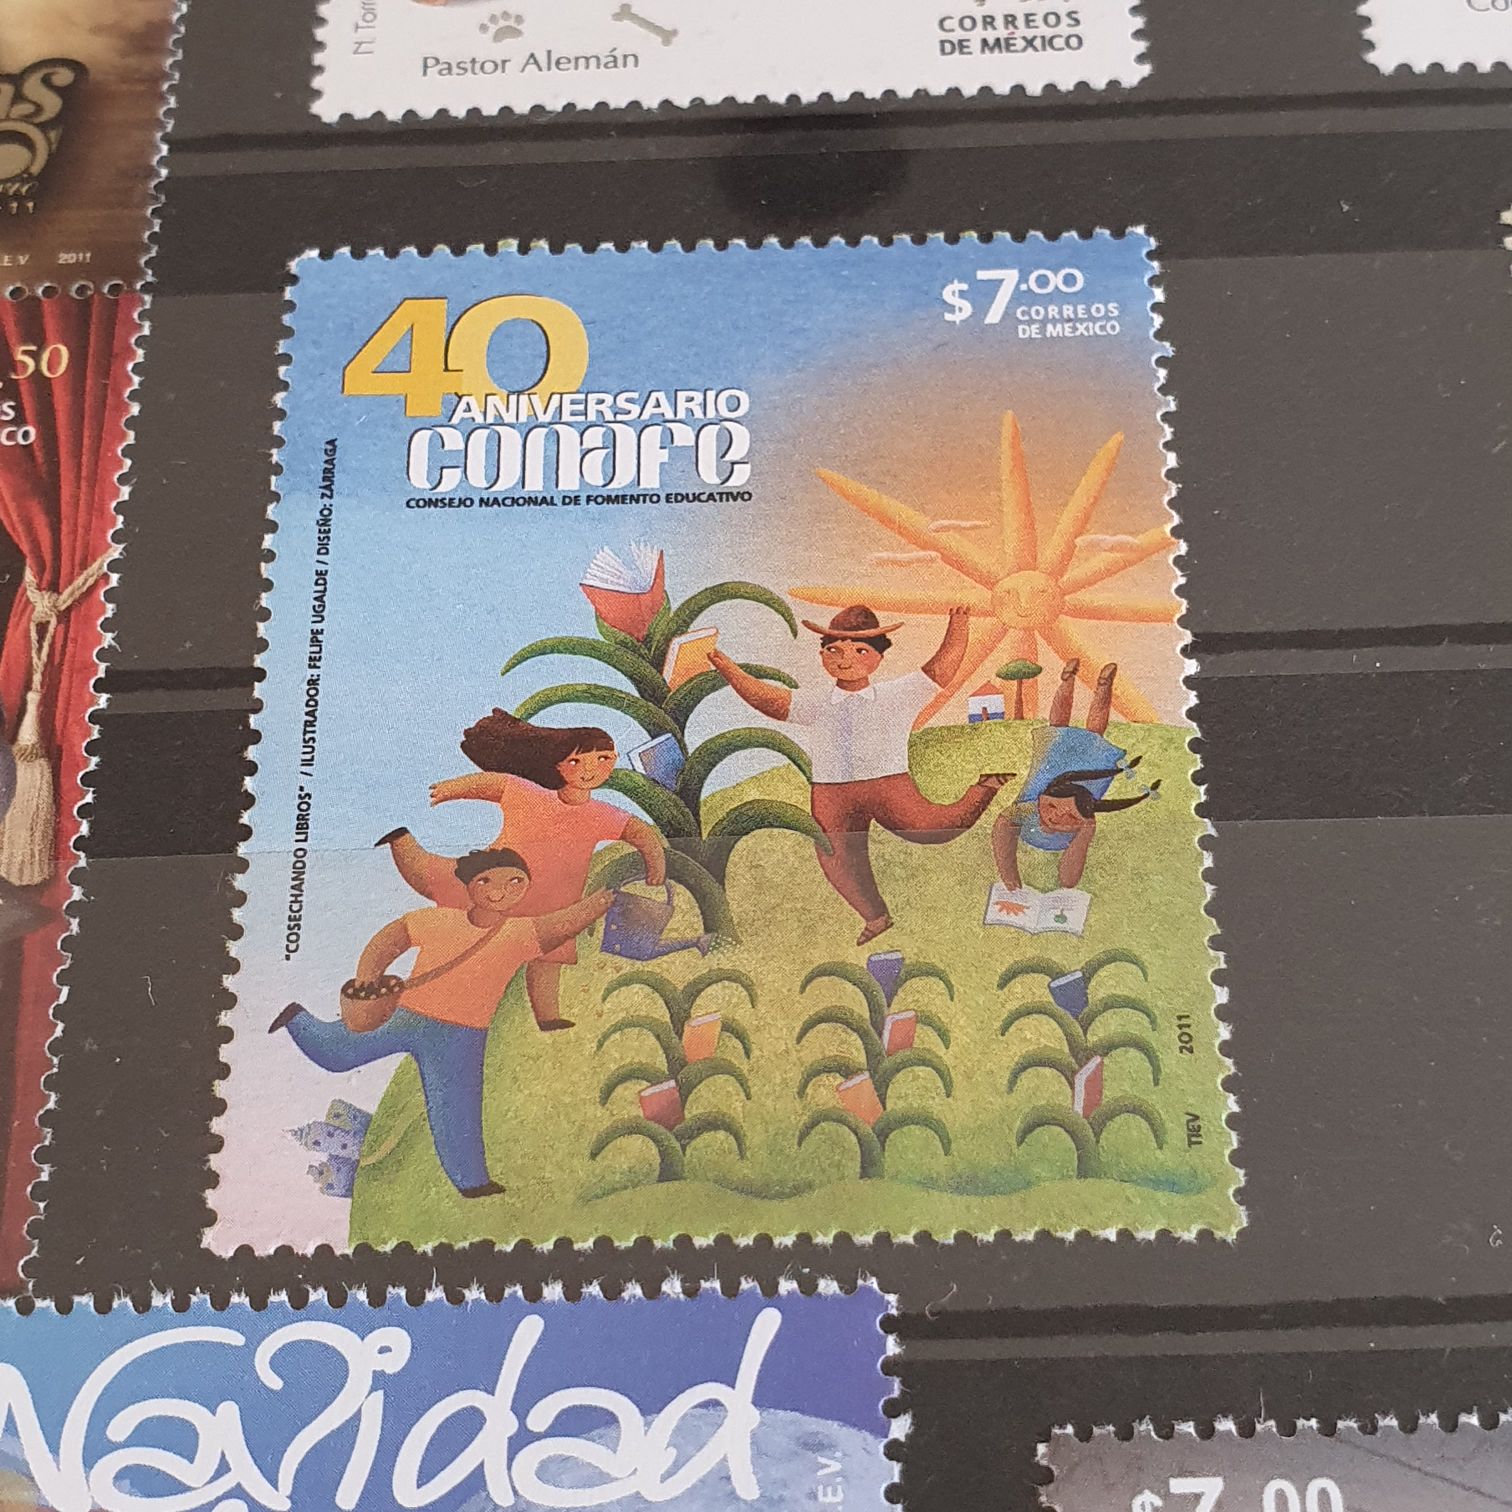 Pastor Alemán
CORREOS
DE MÉXICO
2011
.50
$7.00
CORREOS
DE MEXICO
40
ANIVERSARIO
conafe
CONSEJO NACIONAL DE FOMENTO EDUCATIVO
"COSECHANDO LIBROS" / ILUSTRADOR: FELIPE UGALDE / DISEÑO: ZÁRRAGA
TIEV 2011
Navidad
$7.00